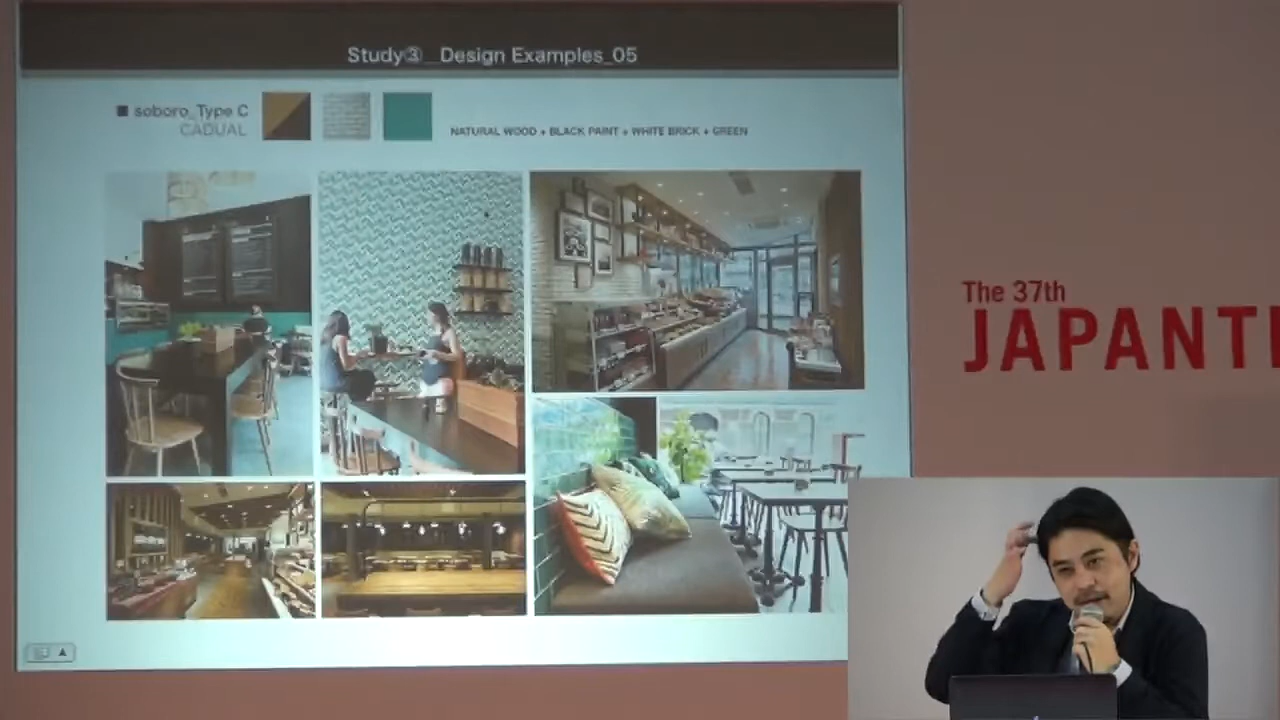 Study③_Design Examples_05
■ soboro_Type C
CADUAL
NATURAL WOOD + BLACK PAINT + WHITE BRICK + GREEN
The 37th
JAPANT